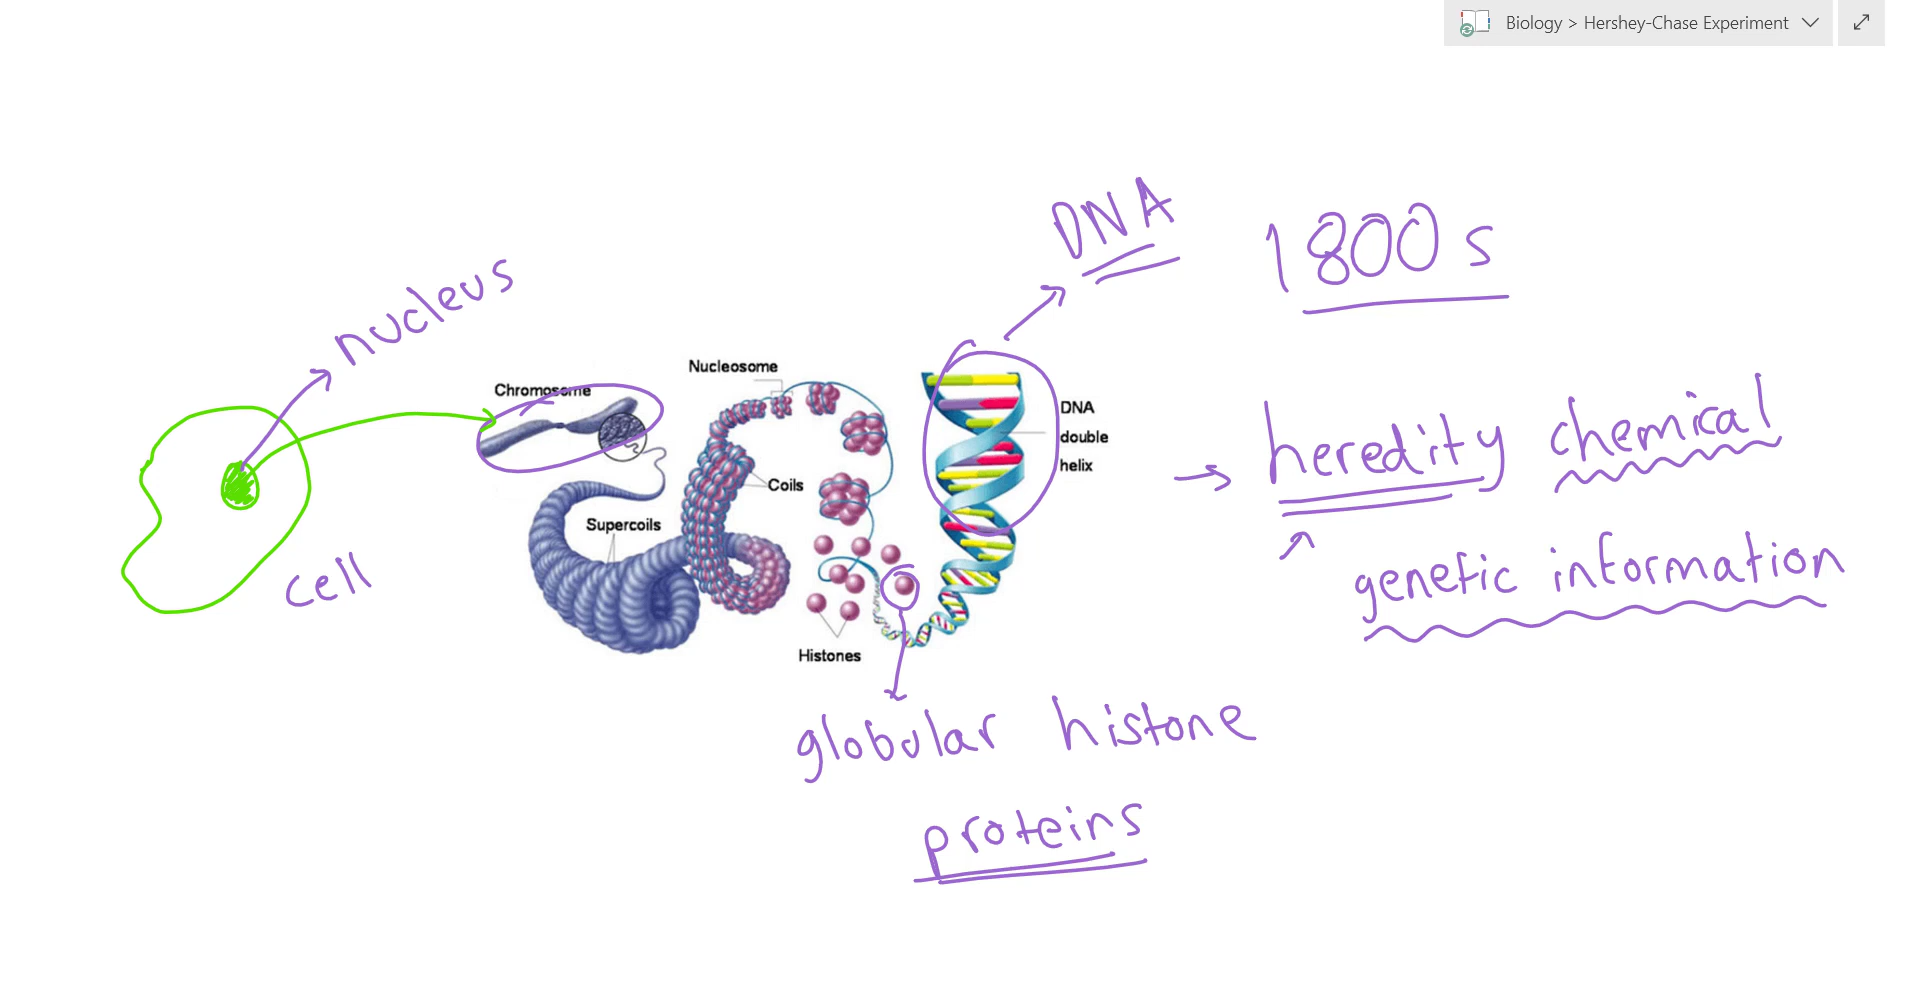 Biology > Hershey-Chase Experiment
DNA
1800s
nucleus
Nucleosome
Chromosome
DNA
double
helix
heredity chemical
Coils
Supercoils
genetic information
cell
Histones
globular histone
proteins